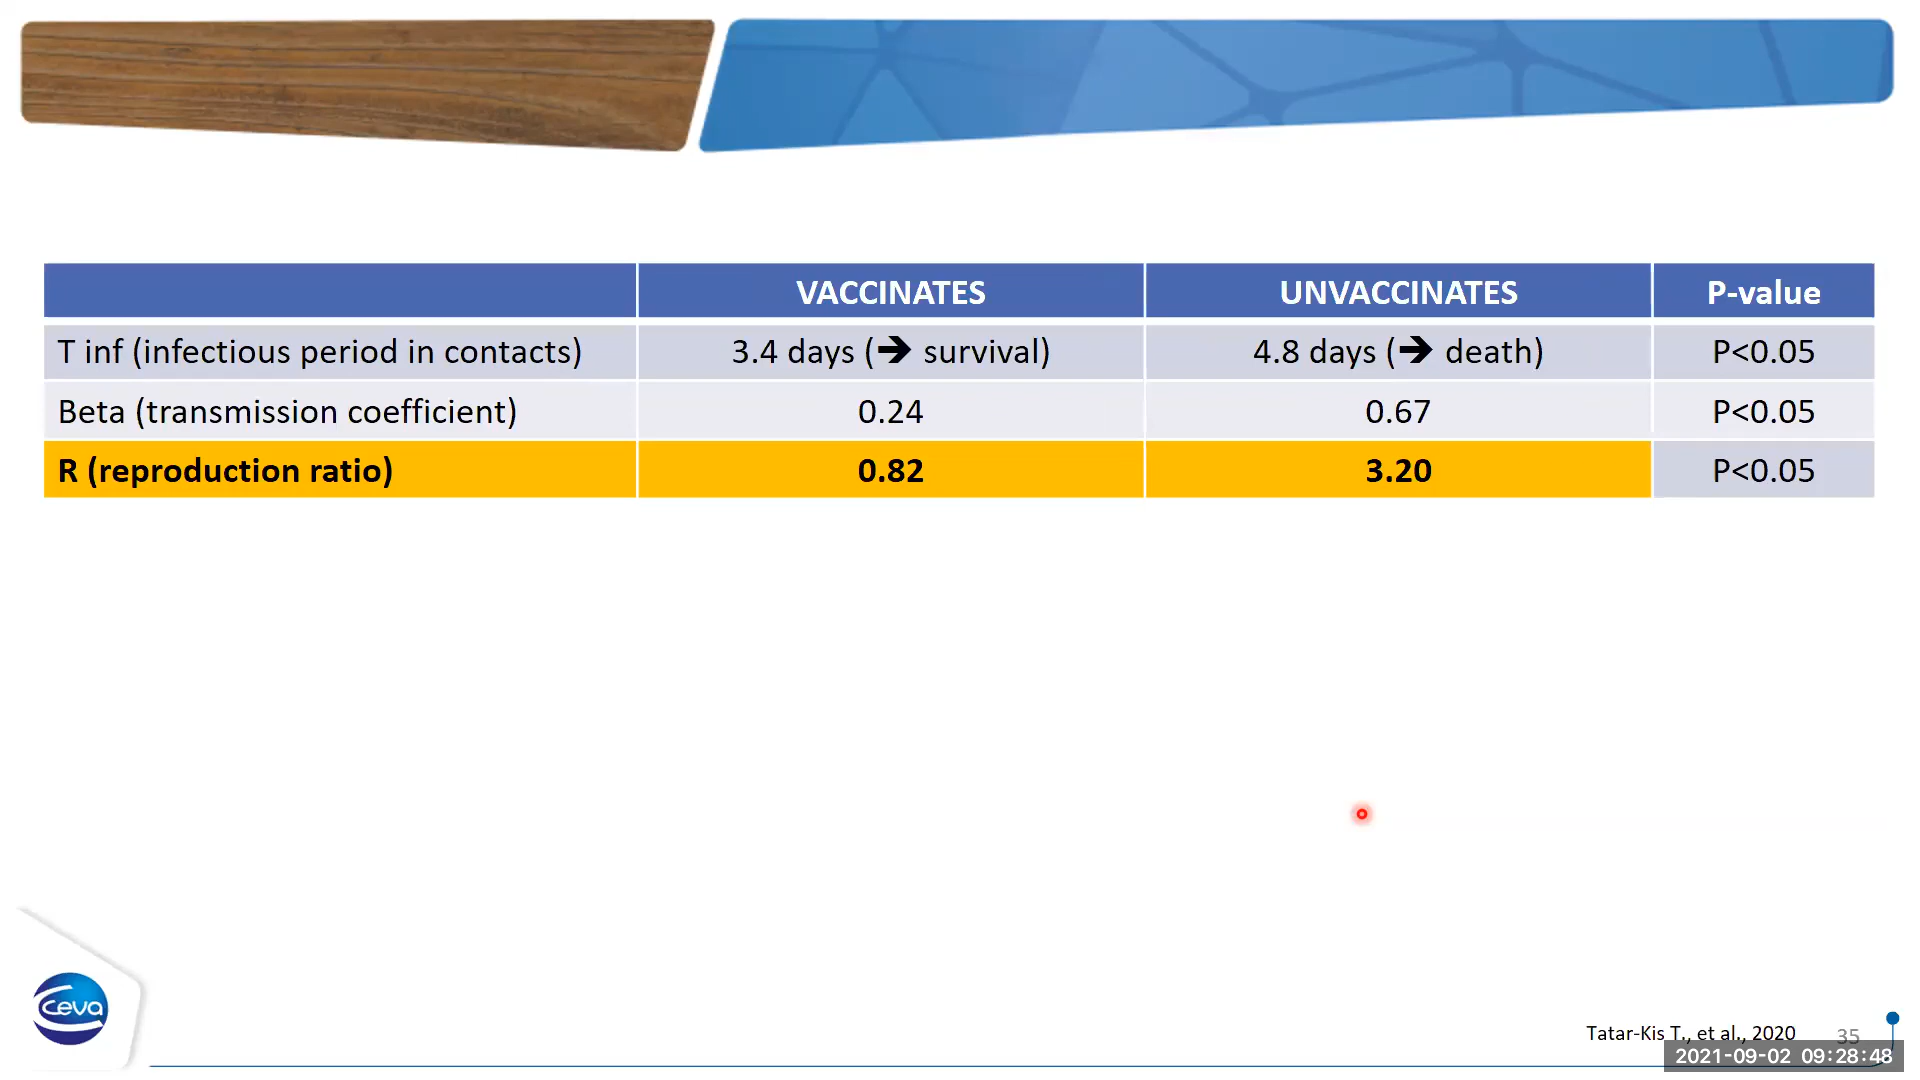 VACCINATES UNVACCINATES P-value
T inf (infectious period in contacts) 3.4 days (➔ survival) 4.8 days (➔ death) P<0.05
Beta (transmission coefficient) 0.24 0.67 P<0.05
R (reproduction ratio) 0.82 3.20 P<0.05
ceva
Tatar-Kis T., et al., 2020 35
2021-09-02 09:28:48